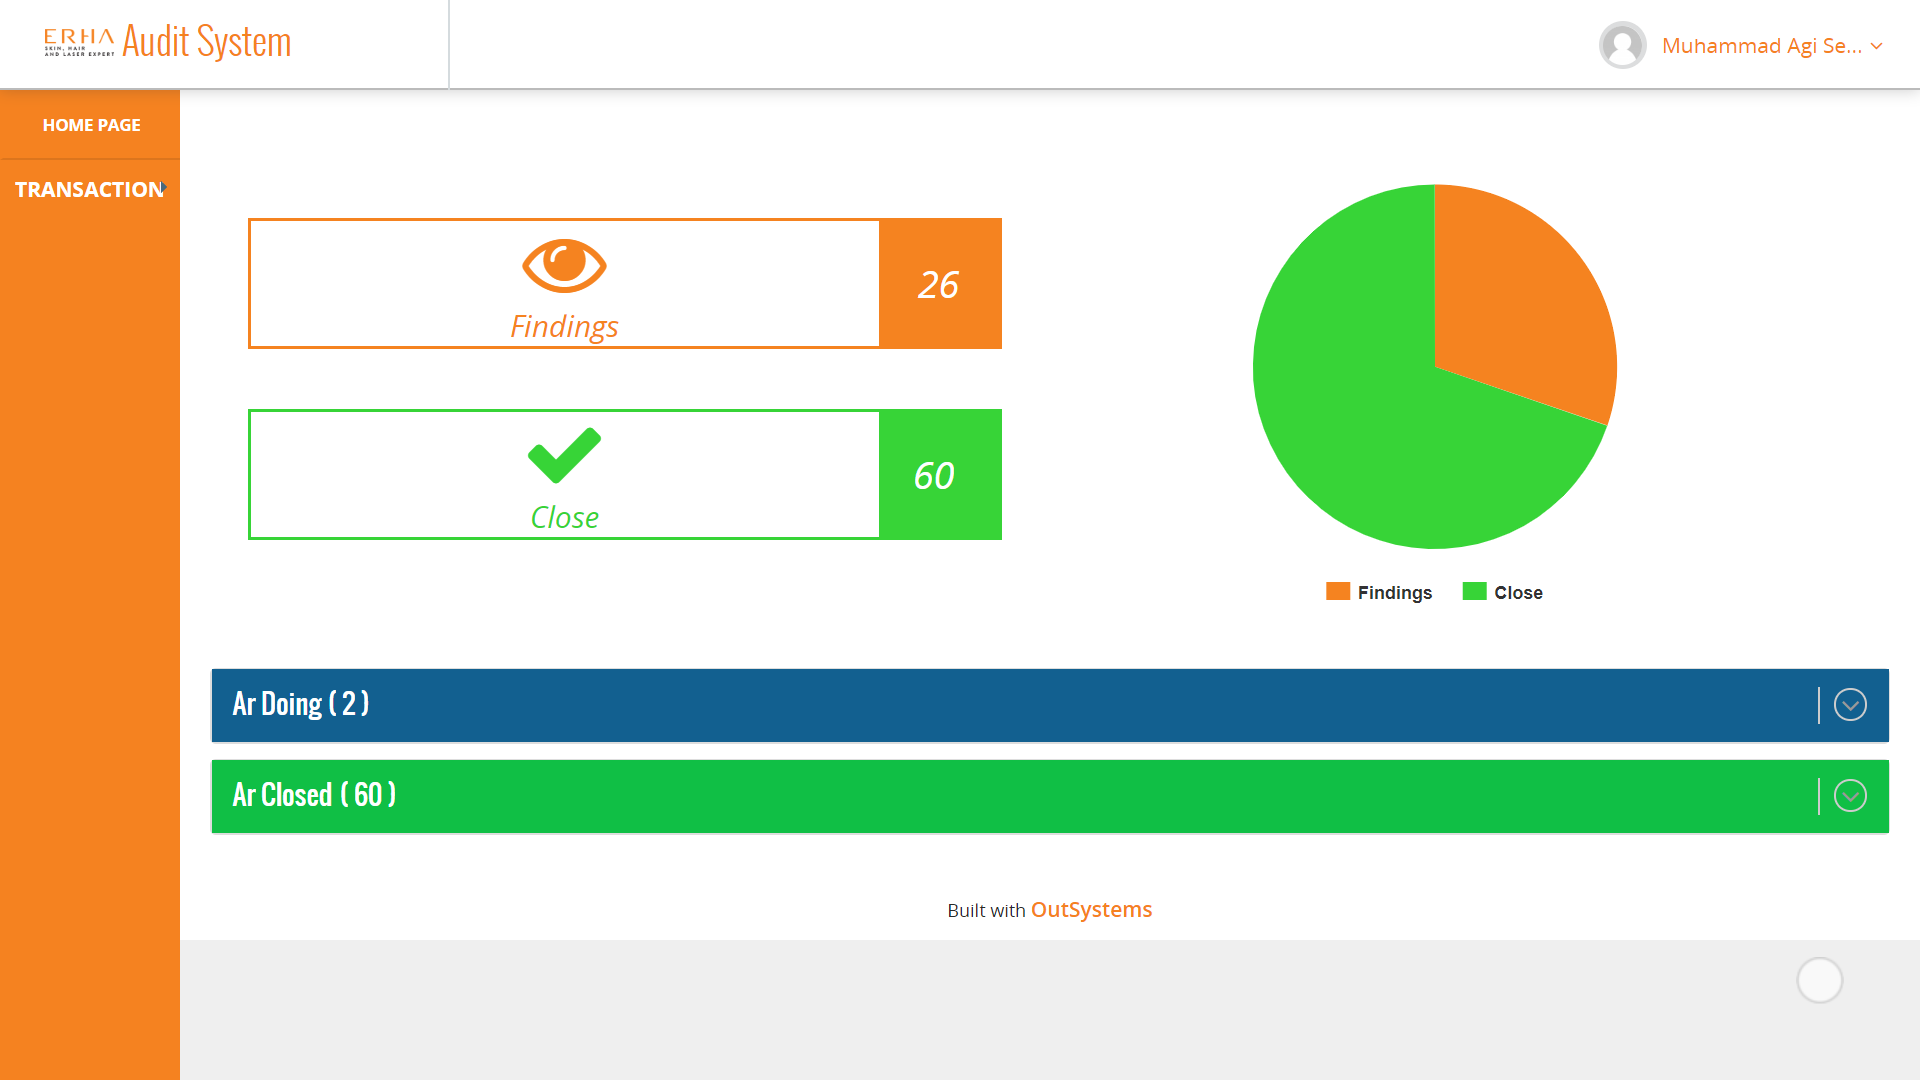 ERHA
SKIN, HAIR
AND LASER EXPERT
Audit System
Muhammad Agi Se...
HOME PAGE
TRANSACTION
26
Findings
60
Close
Findings
Close
Ar Doing ( 2 )
Ar Closed ( 60 )
Built with OutSystems